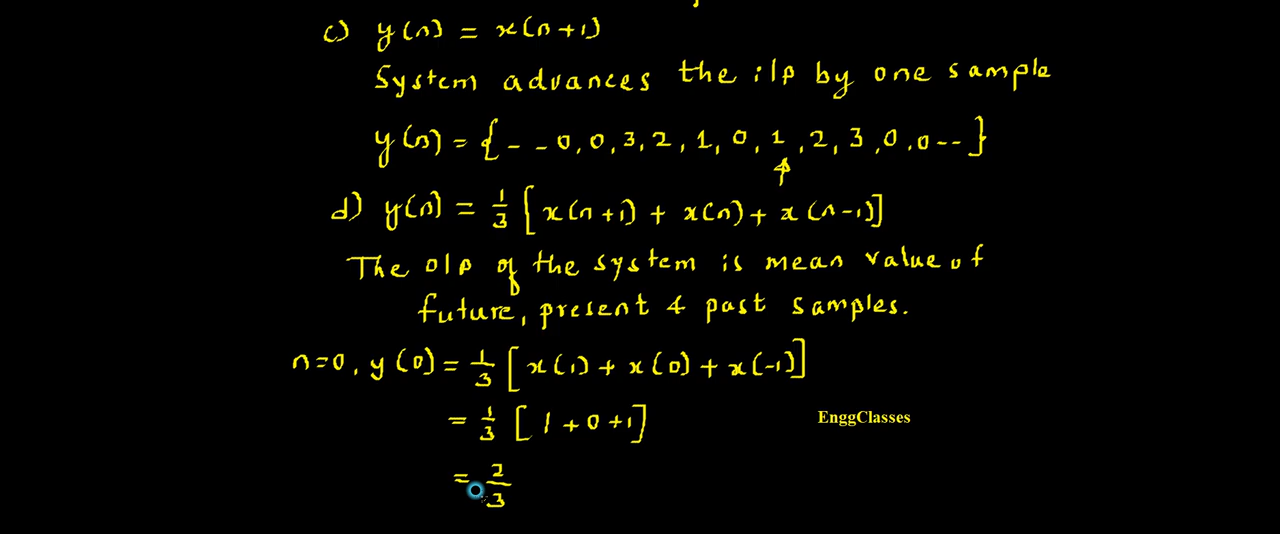 c) y(n) = x(n+1)
System advances the i/p by one sample
y(n) = {- - 0, 0, 3, 2, 1, 0, 1, 2, 3, 0, 0 - - }
↑
d) y(n) = 1/3 [x(n+1) + x(n) + x(n-1)]
The o/p of the system is mean value of
future, present & past samples.
n=0, y(0) = 1/3 [x(1) + x(0) + x(-1)]
= 1/3 [1+0+1]
EnggClasses
= 2/3